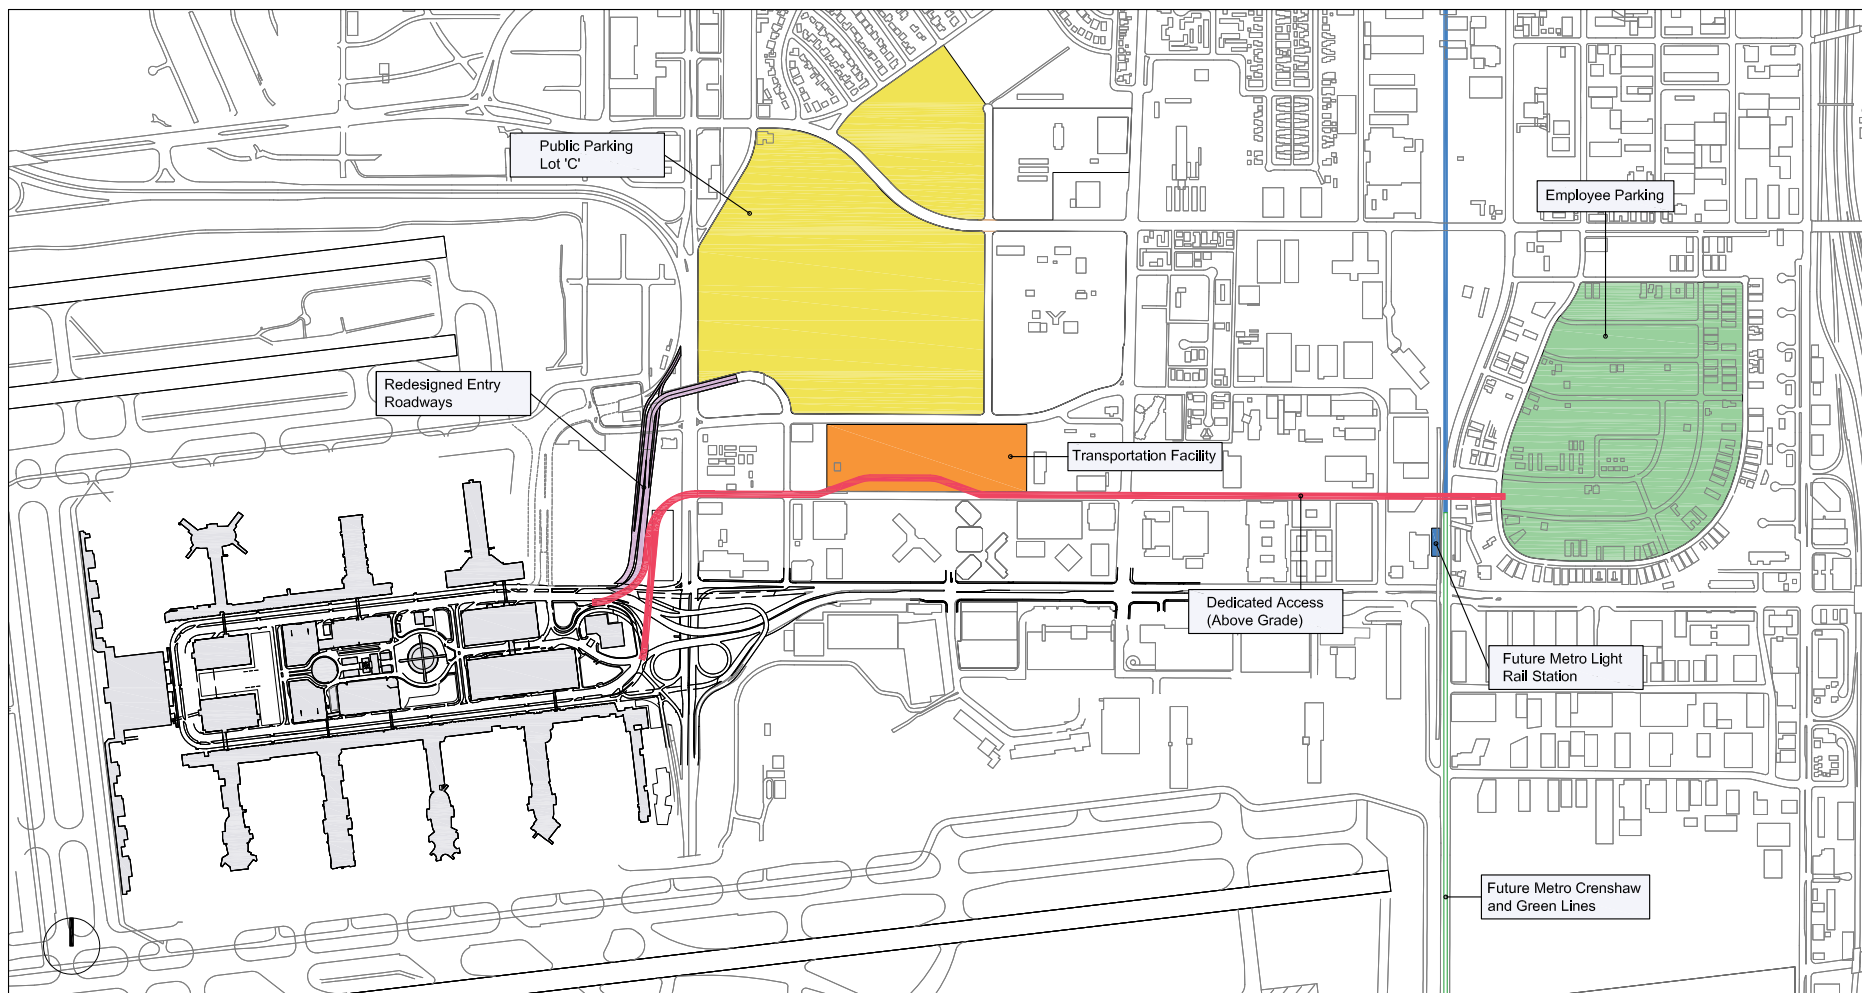 Public Parking
Lot 'C'
Employee Parking
Redesigned Entry
Roadways
Transportation Facility
Dedicated Access
(Above Grade)
Future Metro Light
Rail Station
Future Metro Crenshaw
and Green Lines